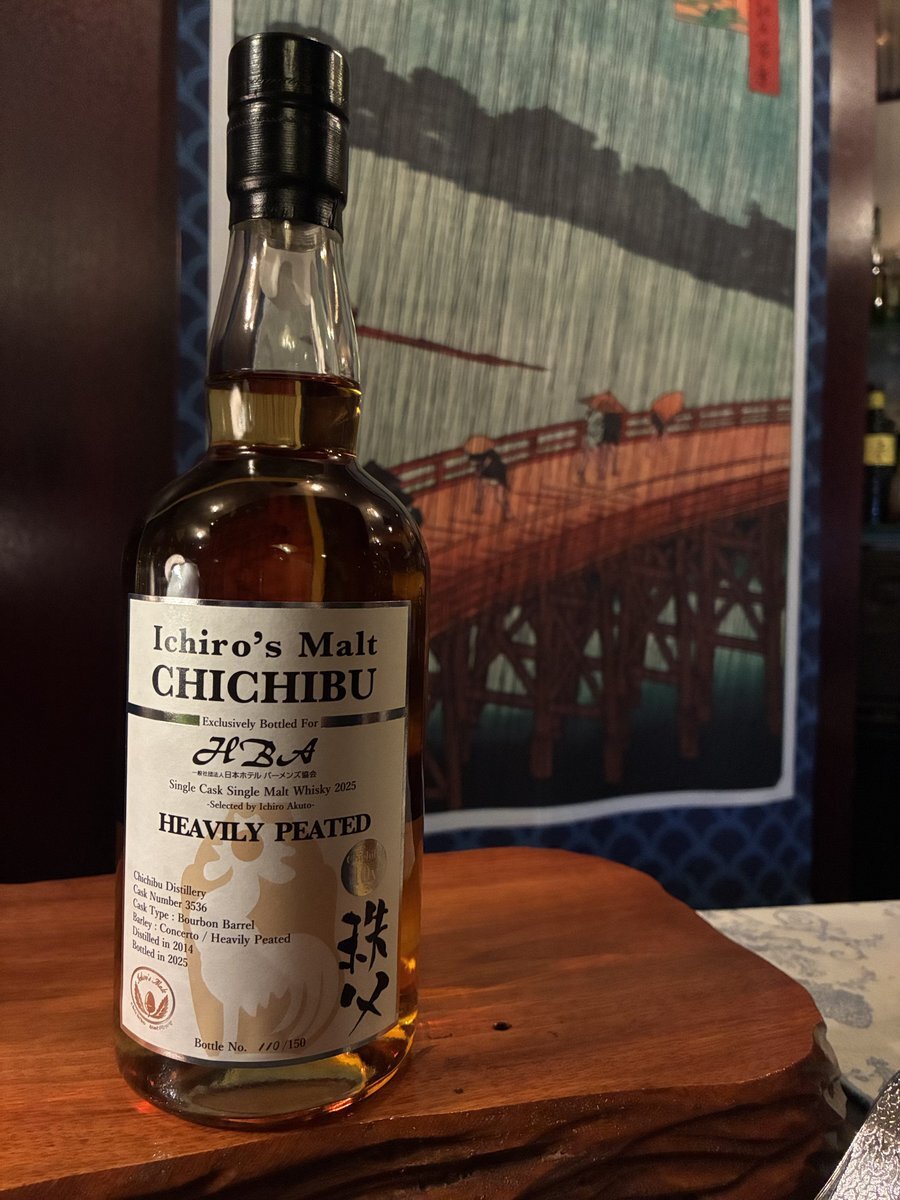 Ichiro's Malt
CHICHIBU
Exclusively Bottled For
HBA
一般社団法人日本ホテル バーメンズ協会
Single Cask Single Malt Whisky 2025
-Selected by Ichiro Akuto-
HEAVILY PEATED
Chichibu Distillery
Cask Number 3536
Cask Type : Bourbon Barrel
Barley : Concerto / Heavily Peated
Distilled in 2014
Bottled in 2025
秩父
Ichiro's Malt
Bottle No. 110/150